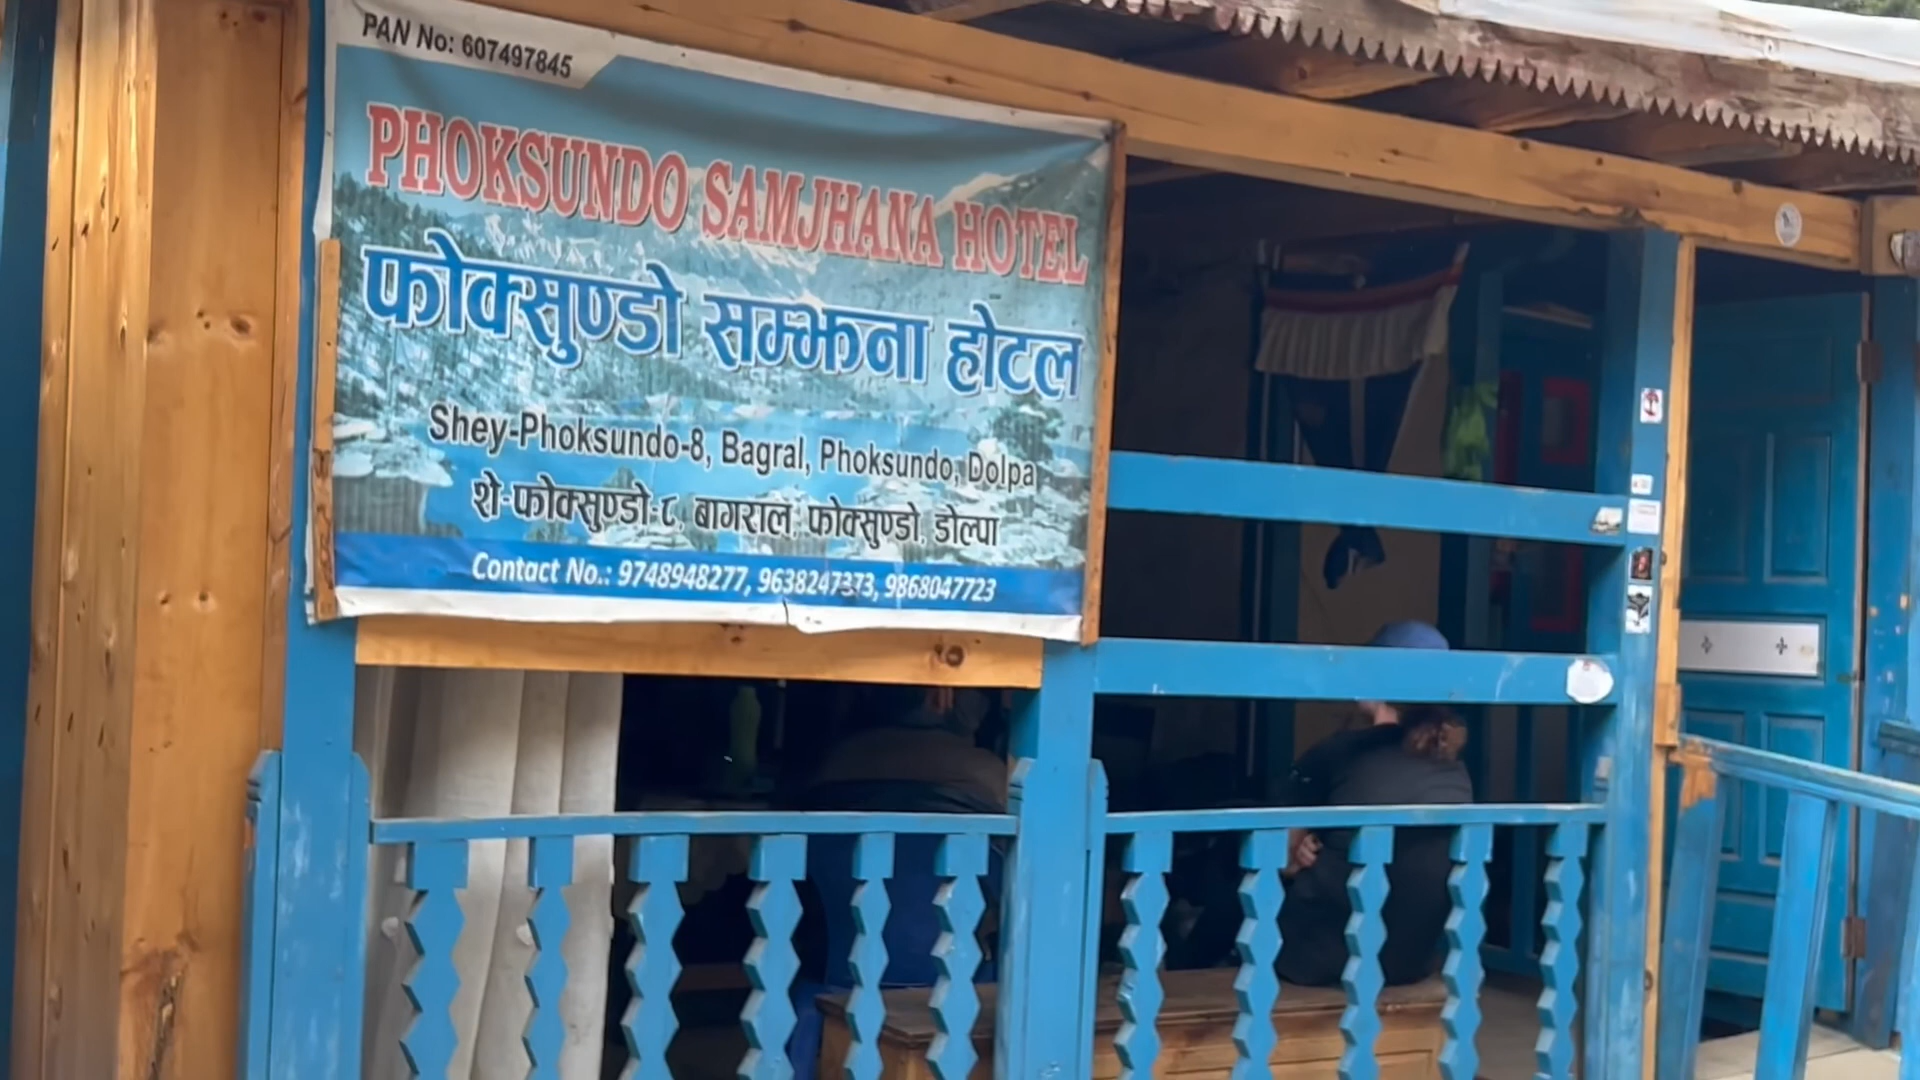 PAN No: 607497845
PHOKSUNDO SAMJHANA HOTEL
फोक्सुण्डो सम्झना होटल
Shey-Phoksundo-8, Bagral, Phoksundo, Dolpa
शे-फोक्सुण्डो-८, बागराल, फोक्सुण्डो, डोल्पा
Contact No.: 9748948277, 9638247373, 9868047723